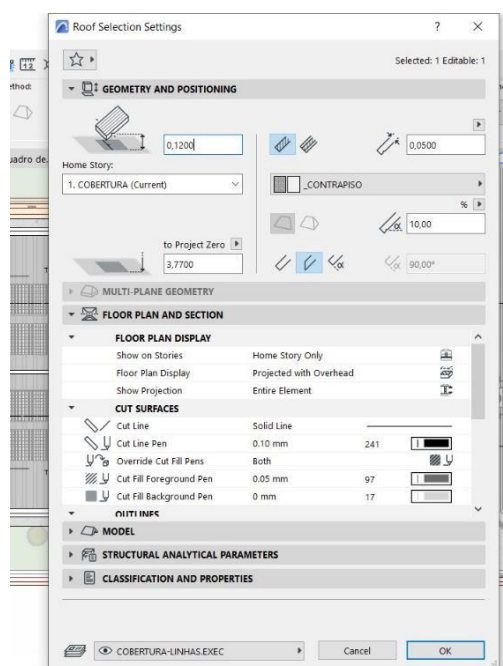 Roof Selection Settings
?
Selected: 1 Editable: 1
GEOMETRY AND POSITIONING
0,1200
0,0500
Home Story:
1. COBERTURA (Current)
_CONTRAPISO
%
10,00
to Project Zero
3,7700
90,00°
MULTI-PLANE GEOMETRY
FLOOR PLAN AND SECTION
FLOOR PLAN DISPLAY
Show on Stories Home Story Only
Floor Plan Display Projected with Overhead
Show Projection Entire Element
CUT SURFACES
Cut Line Solid Line
Cut Line Pen 0.10 mm 241
Override Cut Fill Pens Both
Cut Fill Foreground Pen 0.05 mm 97
Cut Fill Background Pen 0 mm 17
OUTLINES
MODEL
STRUCTURAL ANALYTICAL PARAMETERS
CLASSIFICATION AND PROPERTIES
COBERTURA-LINHAS.EXEC
Cancel
OK